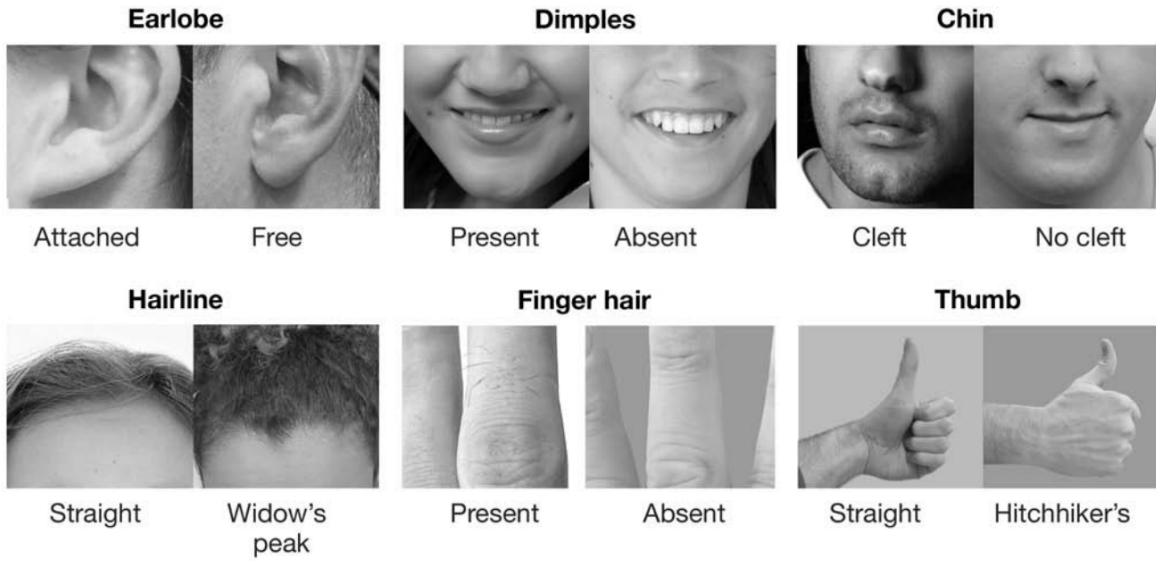 Earlobe
Dimples
Chin
Attached
Free
Present
Absent
Cleft
No cleft
Hairline
Finger hair
Thumb
Straight
Widow's
peak
Present
Absent
Straight
Hitchhiker's